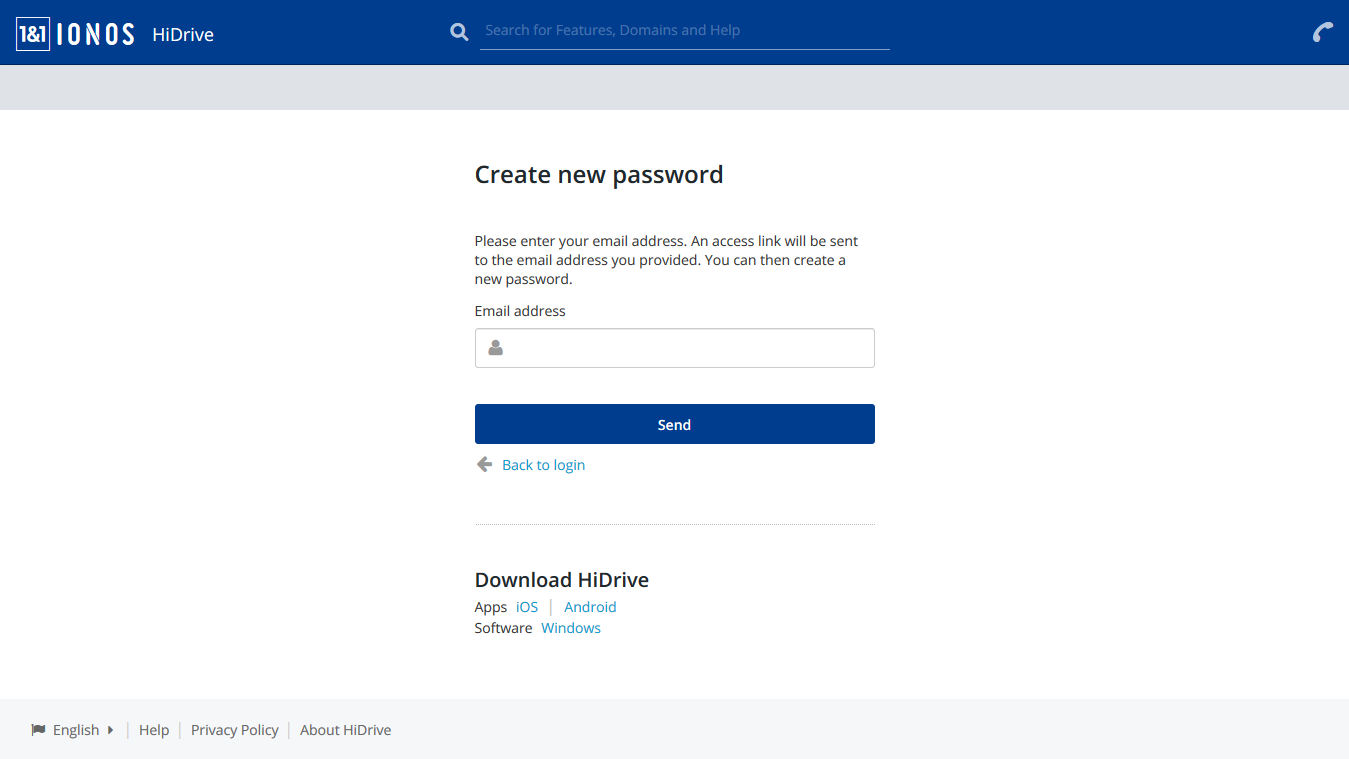 1&1 IONOS HiDrive
Search for Features, Domains and Help
Create new password
Please enter your email address. An access link will be sent
to the email address you provided. You can then create a
new password.
Email address
Send
Back to login
Download HiDrive
Apps iOS | Android
Software Windows
English | Help | Privacy Policy | About HiDrive